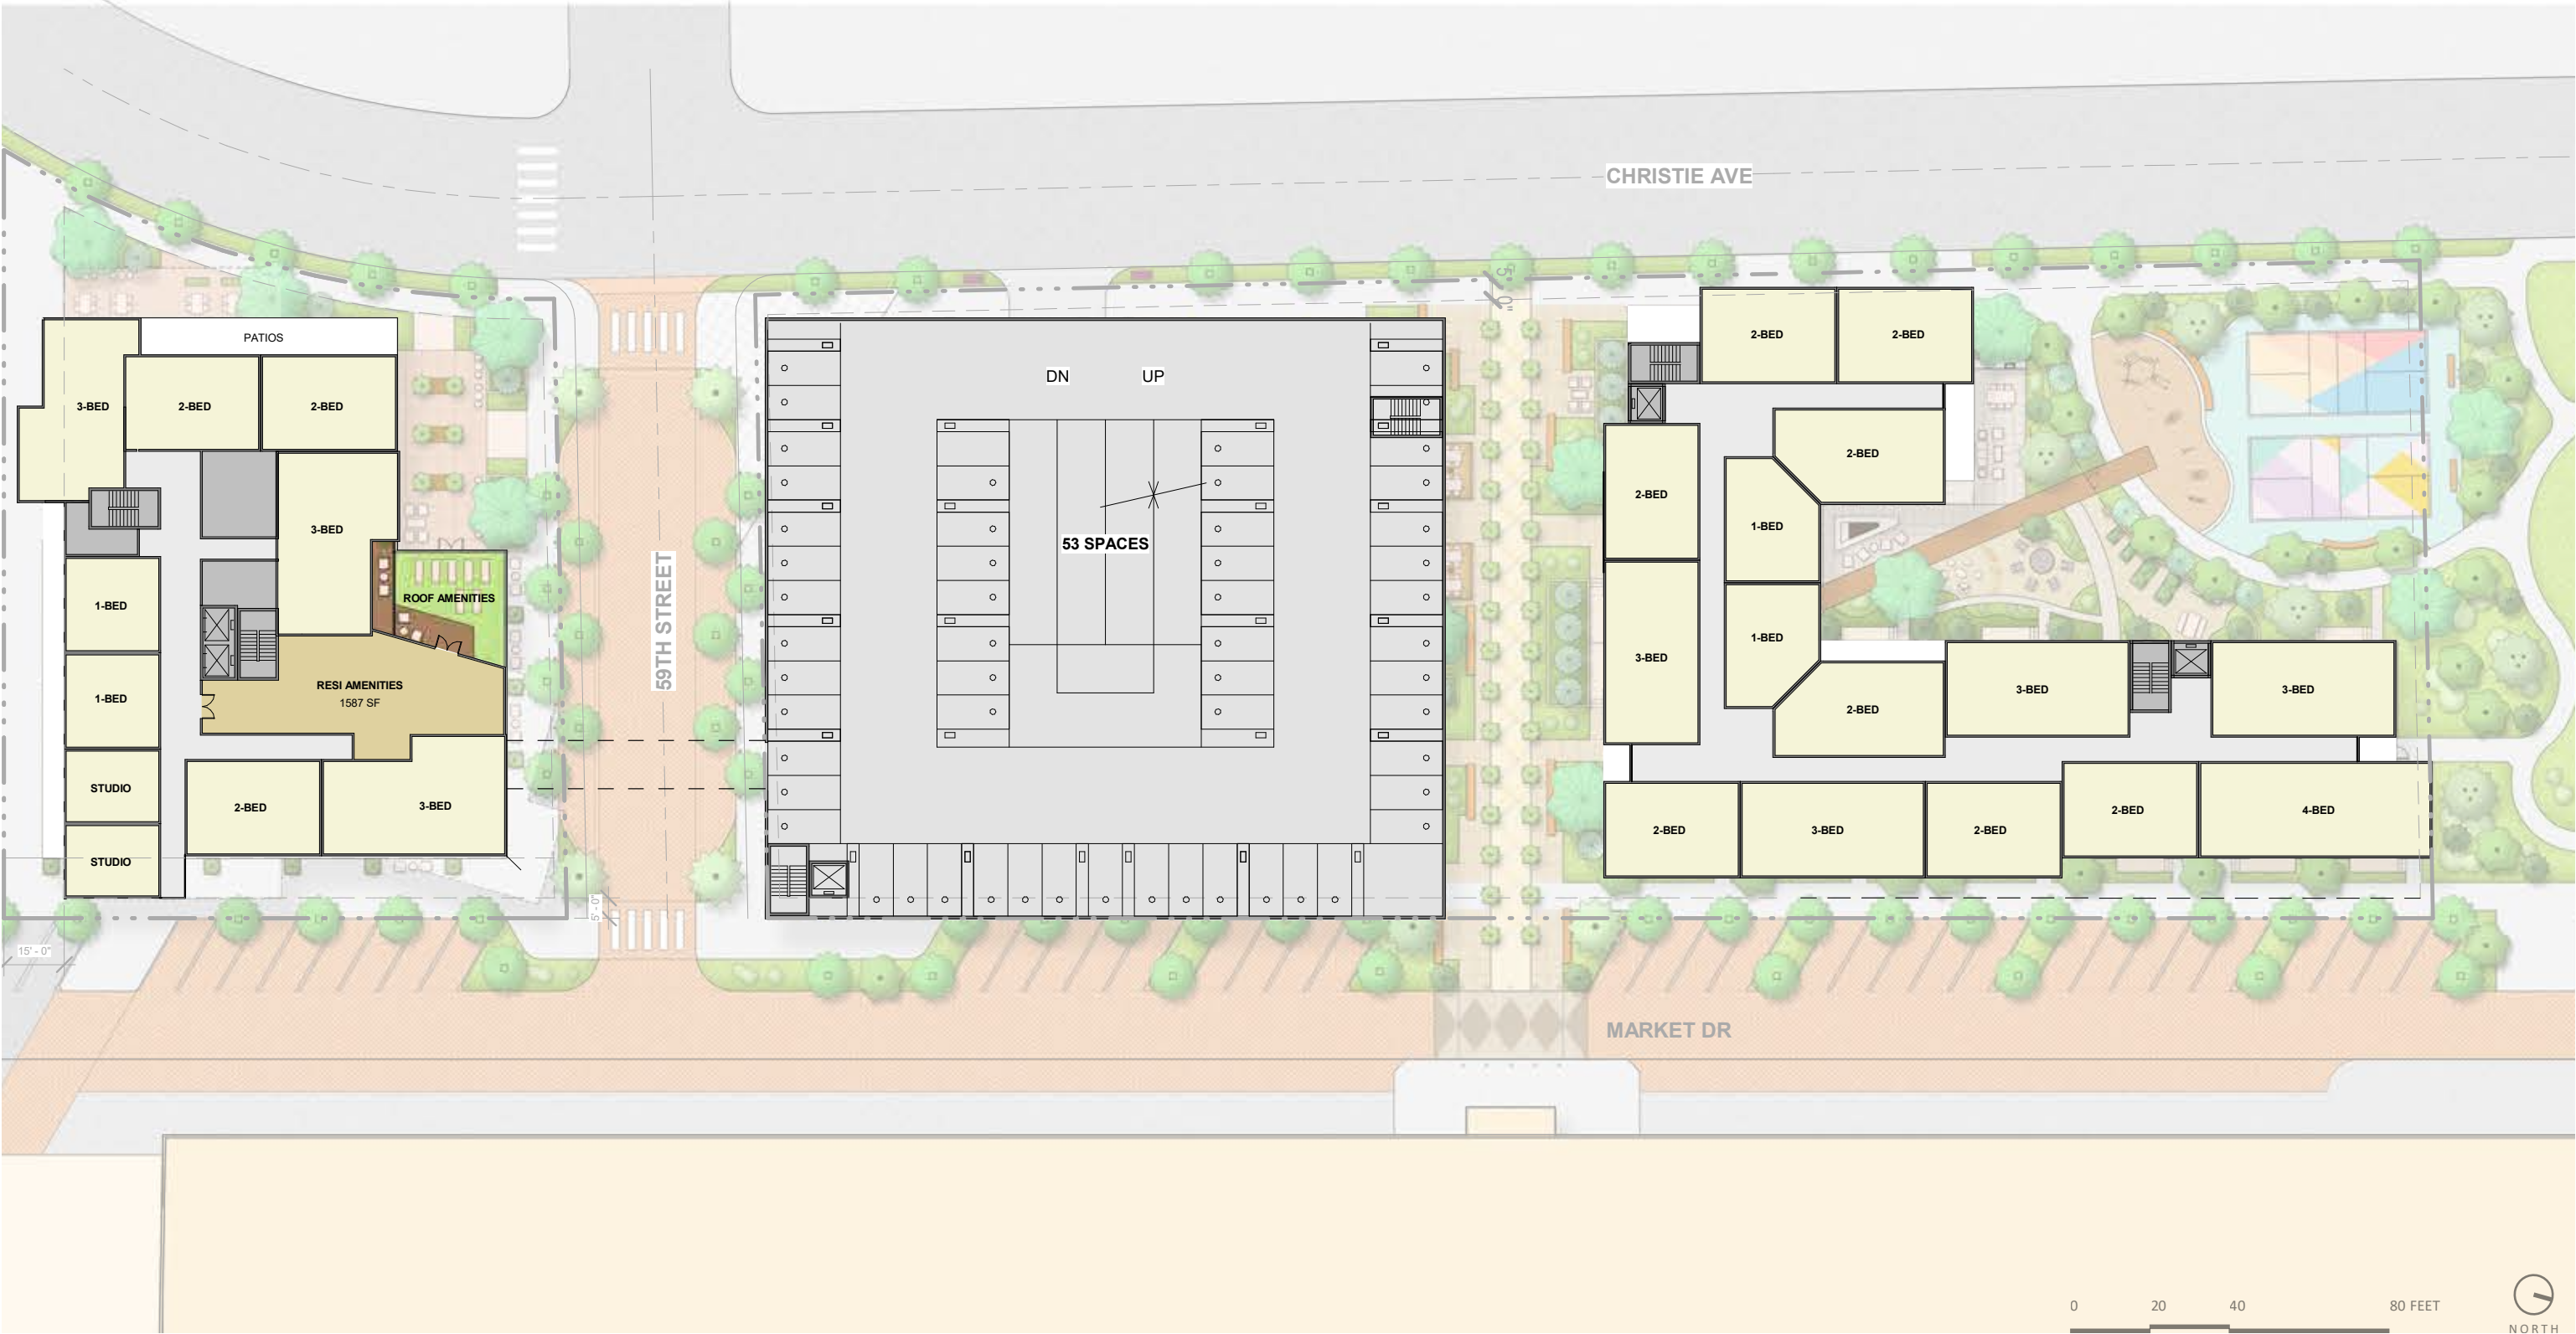 CHRISTIE AVE
5' - 0"
PATIOS
3-BED
2-BED
2-BED
3-BED
1-BED
1-BED
STUDIO
STUDIO
ROOF AMENITIES
RESI AMENITIES
1587 SF
2-BED
3-BED
15' - 0"
59TH STREET
5' - 0"
DN
UP
53 SPACES
2-BED
2-BED
2-BED
2-BED
1-BED
1-BED
3-BED
2-BED
3-BED
3-BED
2-BED
3-BED
2-BED
2-BED
4-BED
MARKET DR
0
20
40
80 FEET
NORTH